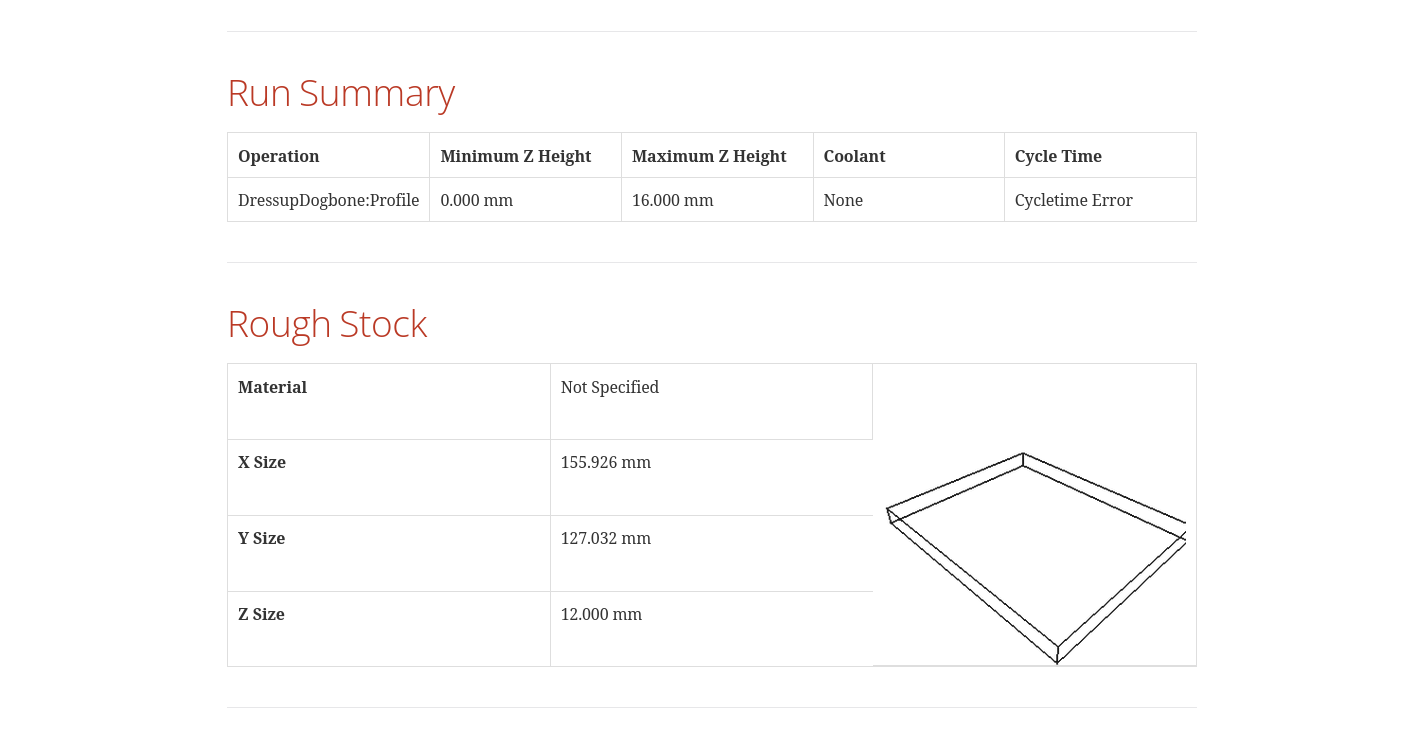 Run Summary
Operation Minimum Z Height Maximum Z Height Coolant Cycle Time
DressupDogbone:Profile 0.000 mm 16.000 mm None Cycletime Error
Rough Stock
Material Not Specified
X Size 155.926 mm
Y Size 127.032 mm
Z Size 12.000 mm